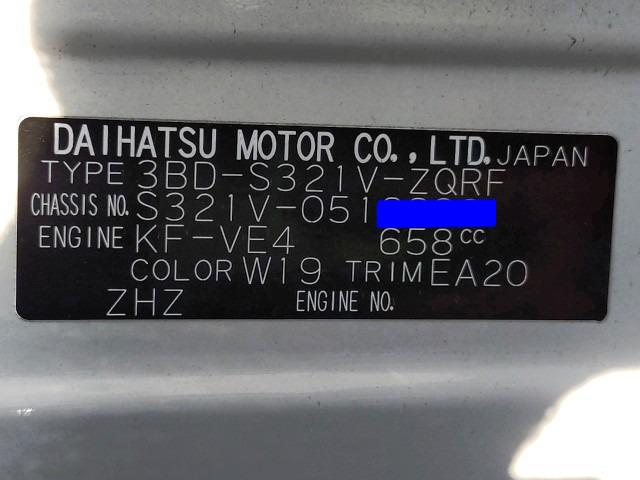 DAIHATSU MOTOR CO., LTD. JAPAN
TYPE 3BD-S321V-ZQRF
CHASSIS NO. S321V-051
ENGINE KF-VE4 658CC
COLOR W19 TRIM EA20
ZHZ ENGINE NO.